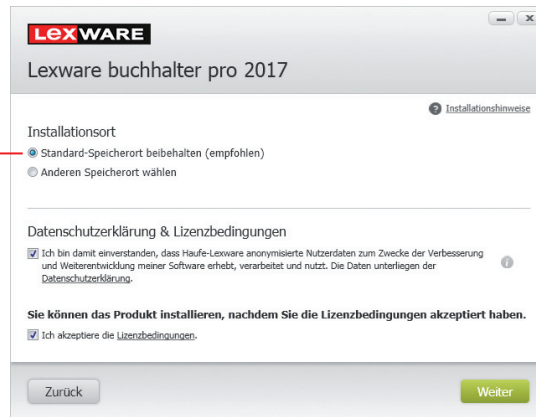 LEXWARE
Lexware buchhalter pro 2017
Installationshinweise
Installationsort
Standard-Speicherort beibehalten (empfohlen)
Anderen Speicherort wählen
Datenschutzerklärung & Lizenzbedingungen
Ich bin damit einverstanden, dass Haufe-Lexware anonymisierte Nutzerdaten zum Zwecke der Verbesserung
und Weiterentwicklung meiner Software erhebt, verarbeitet und nutzt. Die Daten unterliegen der
Datenschutzerklärung.
Sie können das Produkt installieren, nachdem Sie die Lizenzbedingungen akzeptiert haben.
Ich akzeptiere die Lizenzbedingungen.
Zurück
Weiter